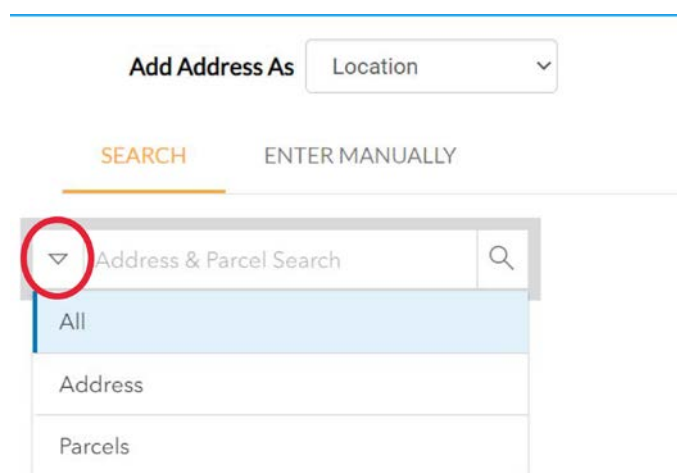 Add Address As Location
SEARCH ENTER MANUALLY
Address & Parcel Search
All
Address
Parcels